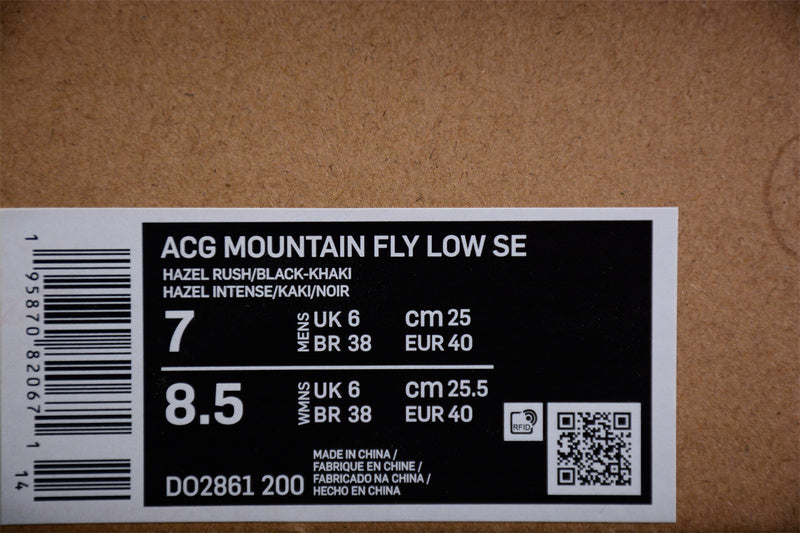 ACG MOUNTAIN FLY LOW SE
HAZEL RUSH/BLACK-KHAKI
HAZEL INTENSE/KAKI/NOIR
7 MENS UK 6 cm 25
BR 38 EUR 40
8.5 WMNS UK 6 cm 25.5
BR 38 EUR 40
RFID
DO2861 200
MADE IN CHINA /
FABRIQUE EN CHINE /
FABRICADO NA CHINA /
HECHO EN CHINA
1 95870 82067 1 14